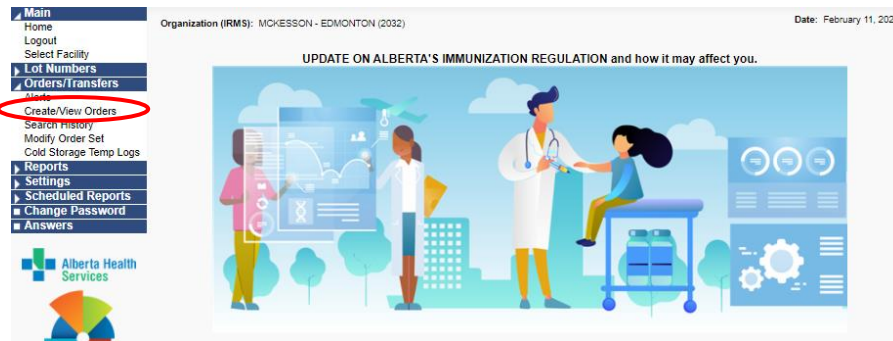 Main
Home
Logout
Select Facility
Lot Numbers
Orders/Transfers
Alerts
Create/View Orders
Search History
Modify Order Set
Cold Storage Temp Logs
Reports
Settings
Scheduled Reports
Change Password
Answers
Alberta Health
Services
Organization (IRMS): MCKESSON - EDMONTON (2032)
Date: February 11, 202
UPDATE ON ALBERTA'S IMMUNIZATION REGULATION and how it may affect you.